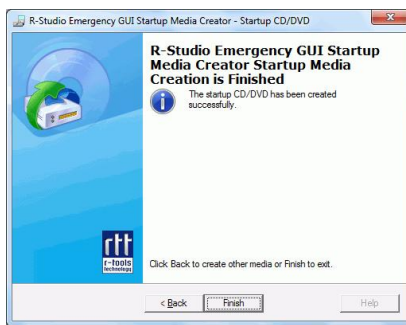 R-Studio Emergency GUI Startup Media Creator - Startup CD/DVD
R-Studio Emergency GUI Startup
Media Creator Startup Media
Creation is Finished
The startup CD/DVD has been created
successfully.
rtt
r-tools
technology
Click Back to create other media or Finish to exit.
< Back
Finish
Help